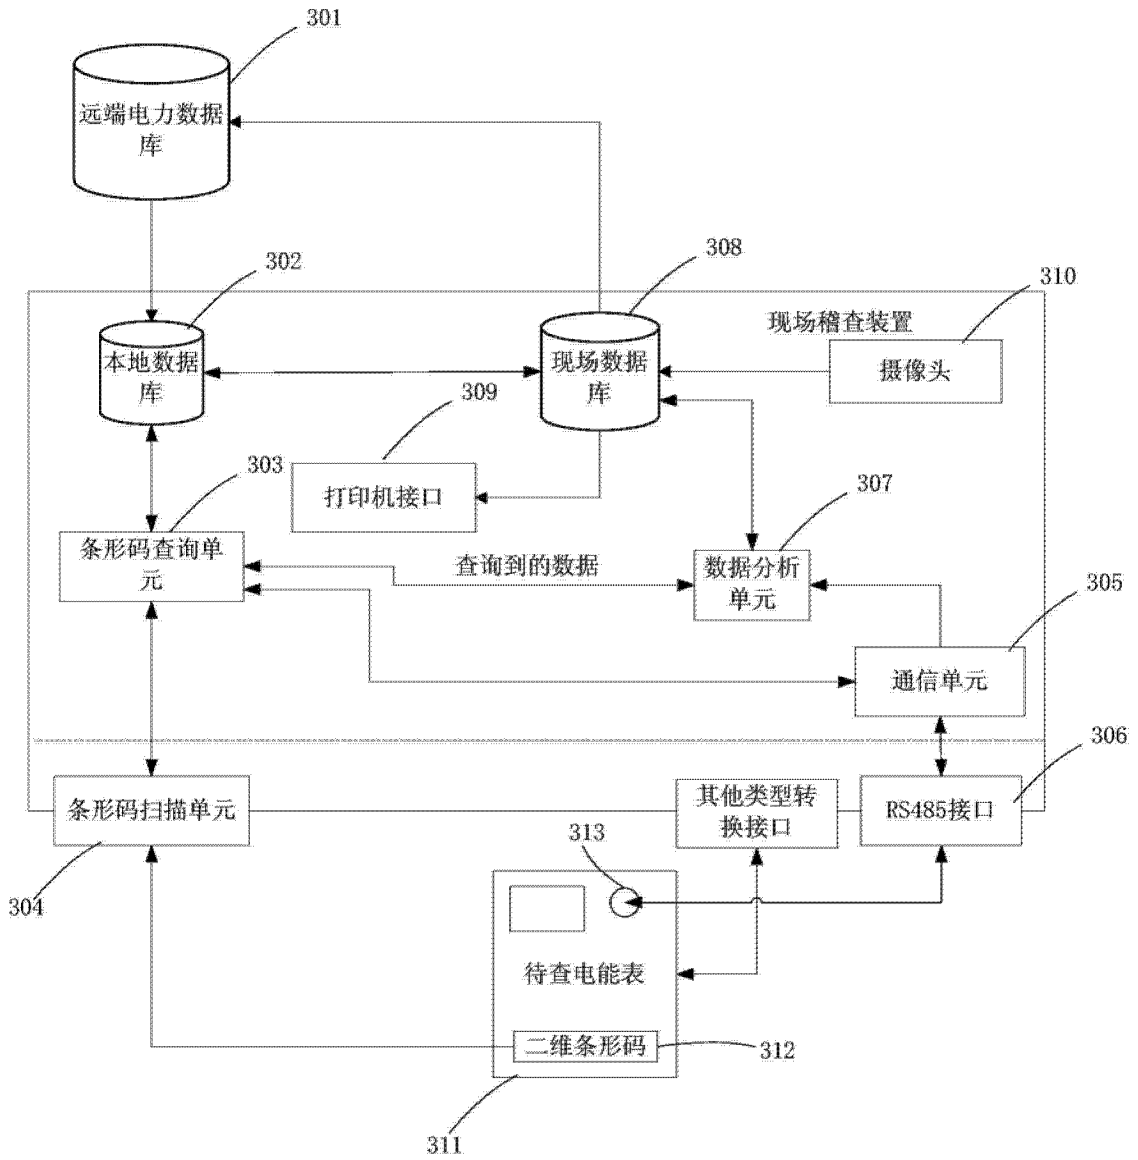 301
远端电力数据
库
302
308
310
现场稽查装置
本地数据
库
现场数据
库
摄像头
309
303
打印机接口
307
条形码查询单
元
查询到的数据
数据分析
单元
305
通信单元
306
条形码扫描单元
其他类型转
换接口
RS485接口
313
304
待查电能表
二维条形码
312
311